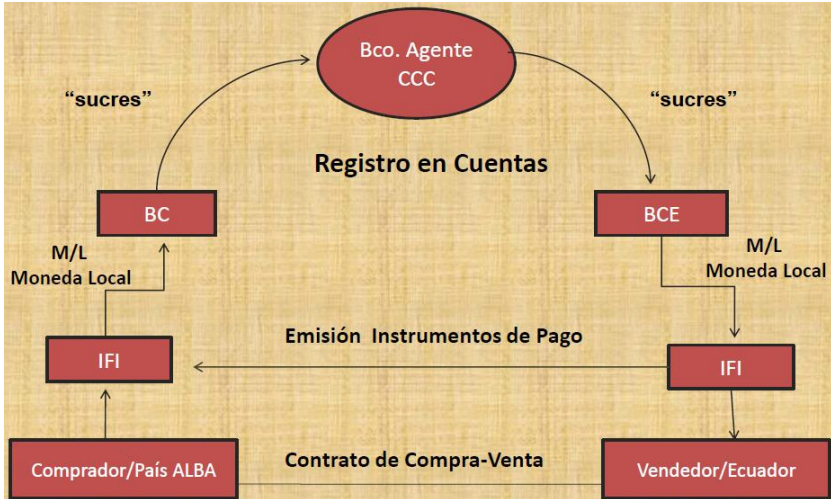 Bco. Agente
CCC
“sucres”
“sucres”
Registro en Cuentas
BC
BCE
M/L
Moneda Local
M/L
Moneda Local
Emisión Instrumentos de Pago
IFI
IFI
Comprador/País ALBA
Contrato de Compra-Venta
Vendedor/Ecuador